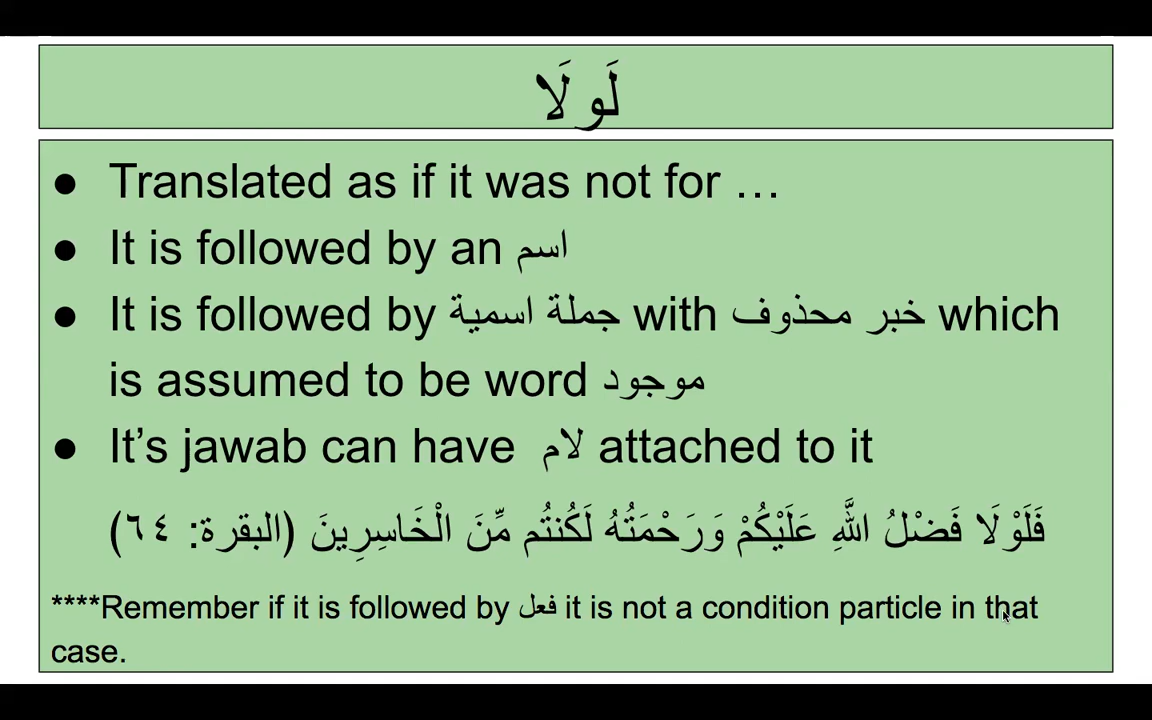 لَولَا
● Translated as if it was not for …
● It is followed by an اسم
● It is followed by جملة اسمية with خبر محذوف which
is assumed to be word موجود
● It’s jawab can have لام attached to it
فَلَوْلَا فَضْلُ اللَّهِ عَلَيْكُمْ وَرَحْمَتُهُ لَكُنتُم مِّنَ الْخَاسِرِينَ (البقرة: ٦٤)
****Remember if it is followed by فعل it is not a condition particle in that
case.